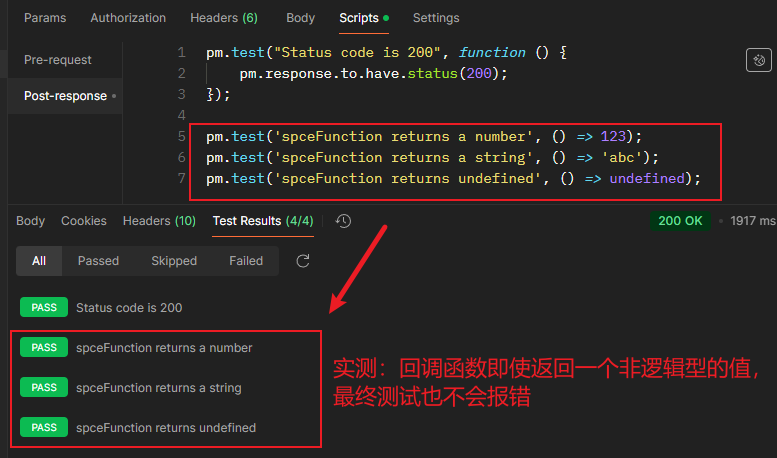 Params Authorization Headers (6) Body Scripts Settings
Pre-request
Post-response
1 pm.test("Status code is 200", function () {
2 pm.response.to.have.status(200);
3 });
4
5 pm.test('spceFunction returns a number', () => 123);
6 pm.test('spceFunction returns a string', () => 'abc');
7 pm.test('spceFunction returns undefined', () => undefined);
Body Cookies Headers (10) Test Results (4/4) 200 OK 1917 ms
All Passed Skipped Failed
PASS Status code is 200
PASS spceFunction returns a number
PASS spceFunction returns a string
PASS spceFunction returns undefined
实测：回调函数即使返回一个非逻辑型的值，
最终测试也不会报错